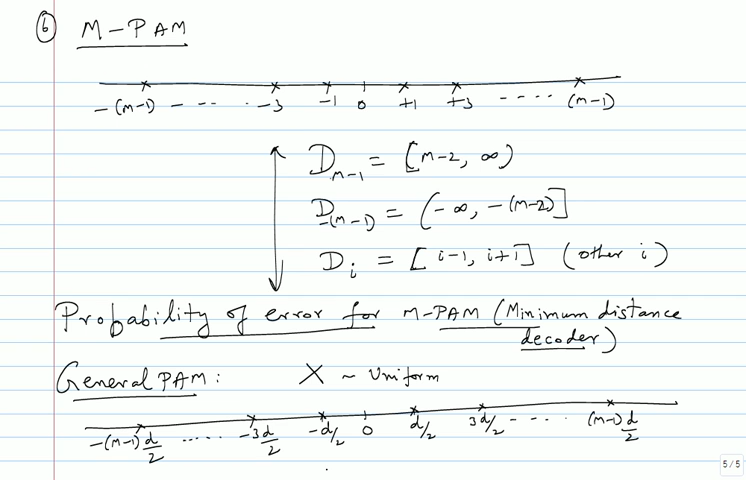 ⑥ M-PAM
-(M-1) - - ... . -3 -1 0 +1 +3 - - - - (M-1)
D_{M-1} = [M-2, ∞)
D_{-(M-1)} = (-∞, -(M-2)]
D_i = [i-1, i+1] (other i)
Probability of error for M-PAM (Minimum distance
decoder)
General PAM: X ~ Uniform
-(M-1)d/2 ..... -3d/2 -d/2 0 d/2 3d/2 - .... (M-1)d/2
5/5